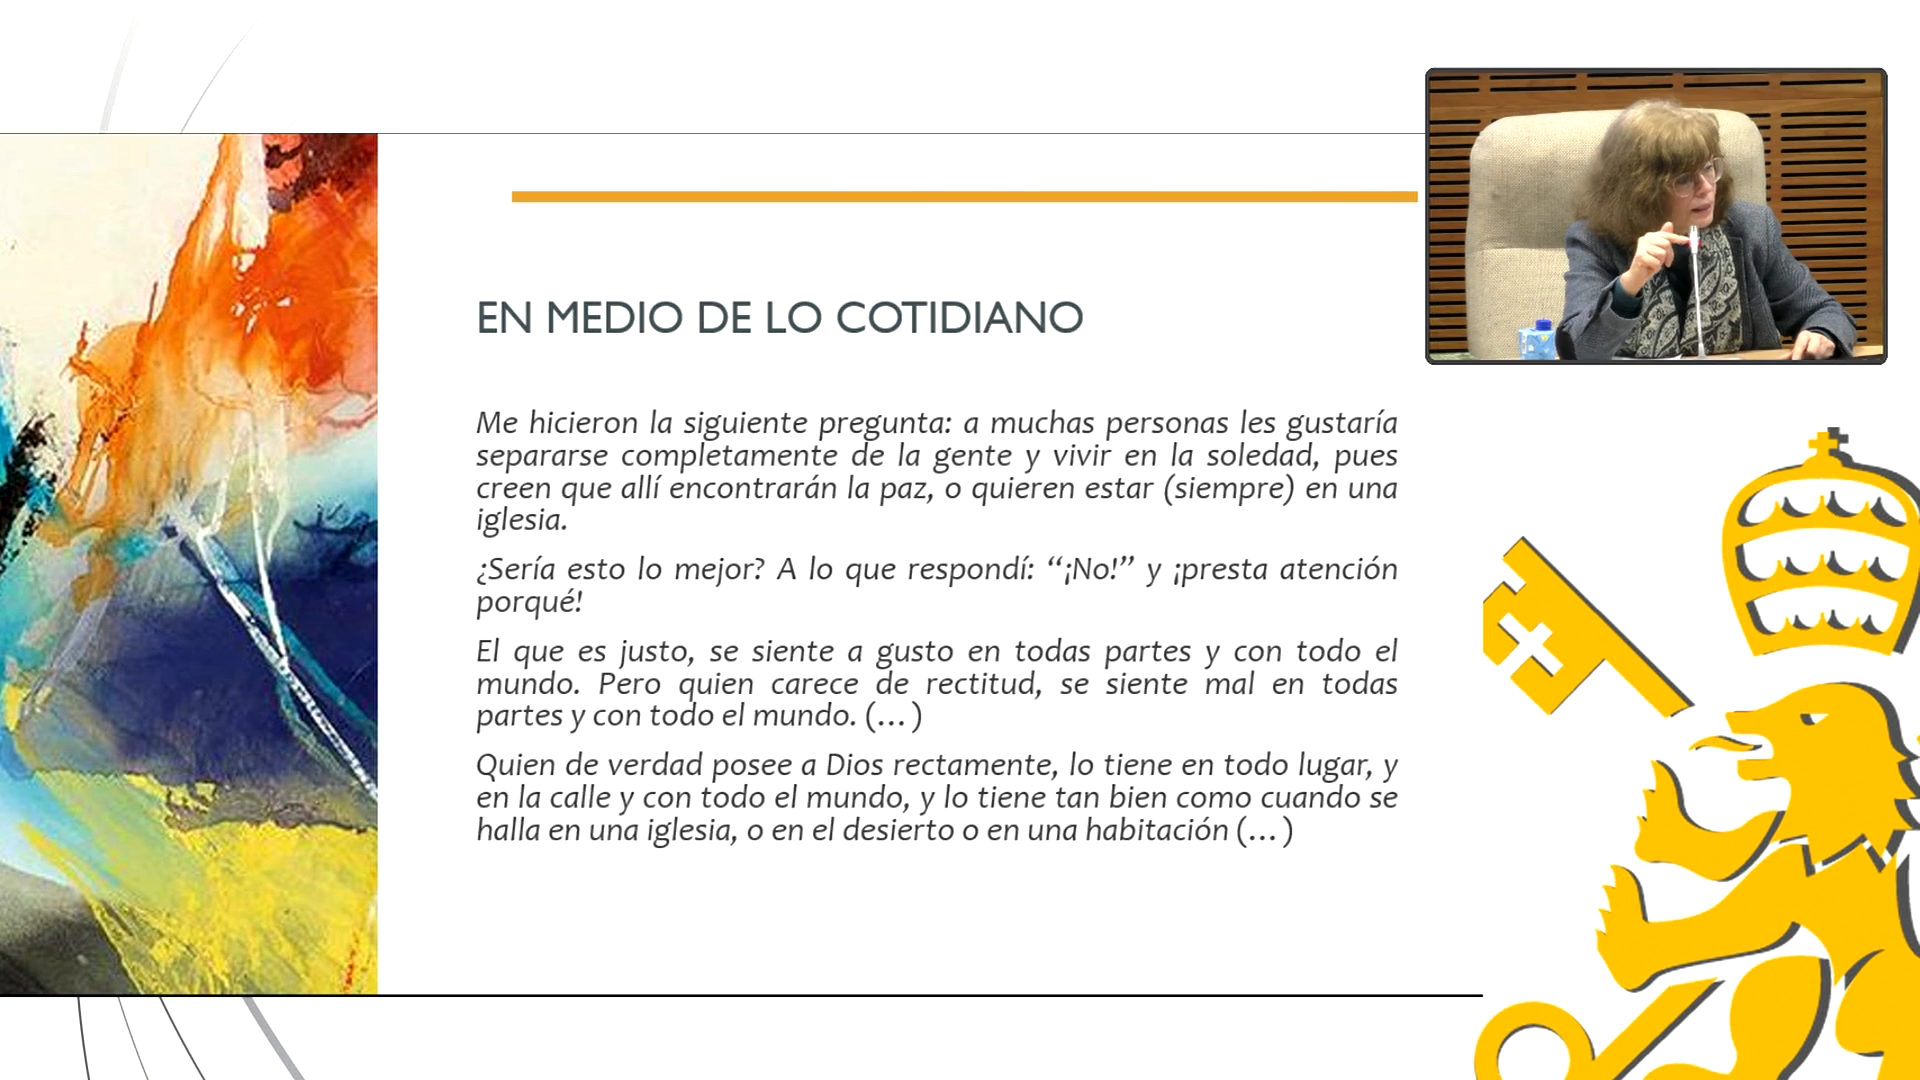 EN MEDIO DE LO COTIDIANO
Me hicieron la siguiente pregunta: a muchas personas les gustaría
separarse completamente de la gente y vivir en la soledad, pues
creen que allí encontrarán la paz, o quieren estar (siempre) en una
iglesia.
¿Sería esto lo mejor? A lo que respondí: “¡No!” y ¡presta atención
porqué!
El que es justo, se siente a gusto en todas partes y con todo el
mundo. Pero quien carece de rectitud, se siente mal en todas
partes y con todo el mundo. (…)
Quien de verdad posee a Dios rectamente, lo tiene en todo lugar, y
en la calle y con todo el mundo, y lo tiene tan bien como cuando se
halla en una iglesia, o en el desierto o en una habitación (…)